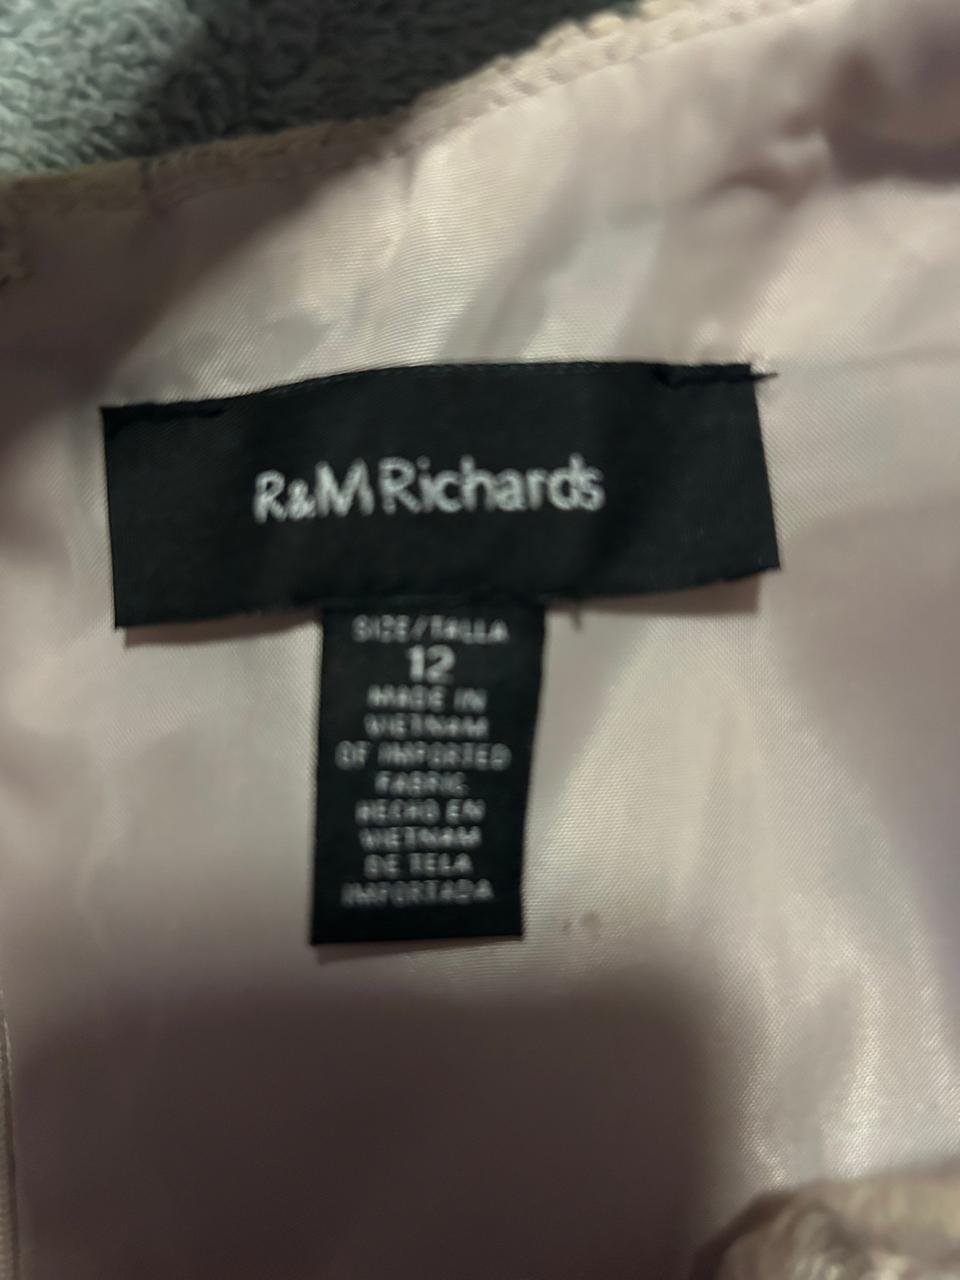 R&M Richards
SIZE/TALLA
12
MADE IN
VIETNAM
OF IMPORTED
FABRIC
HECHO EN
VIETNAM
DE TELA
IMPORTADA